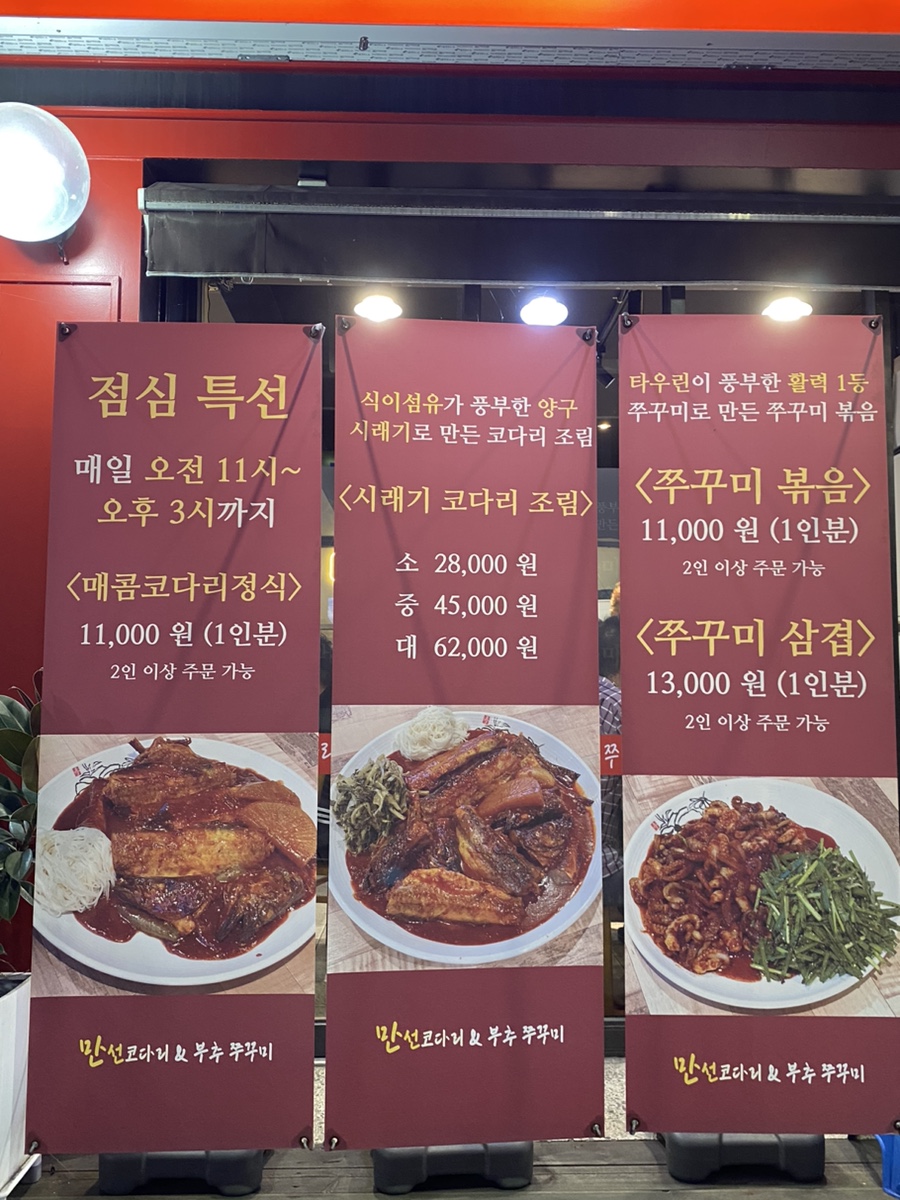 점심 특선
매일 오전 11시~
오후 3시까지
<매콤코다리정식>
11,000 원 (1인분)
2인 이상 주문 가능
만선코다리 & 부추 쭈꾸미
식이섬유가 풍부한 양구
시래기로 만든 코다리 조림
<시래기 코다리 조림>
소 28,000 원
중 45,000 원
대 62,000 원
만선코다리 & 부추 쭈꾸미
타우린이 풍부한 활력 1등
쭈꾸미로 만든 쭈꾸미 볶음
<쭈꾸미 볶음>
11,000 원 (1인분)
2인 이상 주문 가능
<쭈꾸미 삼겹>
13,000 원 (1인분)
2인 이상 주문 가능
만선코다리 & 부추 쭈꾸미